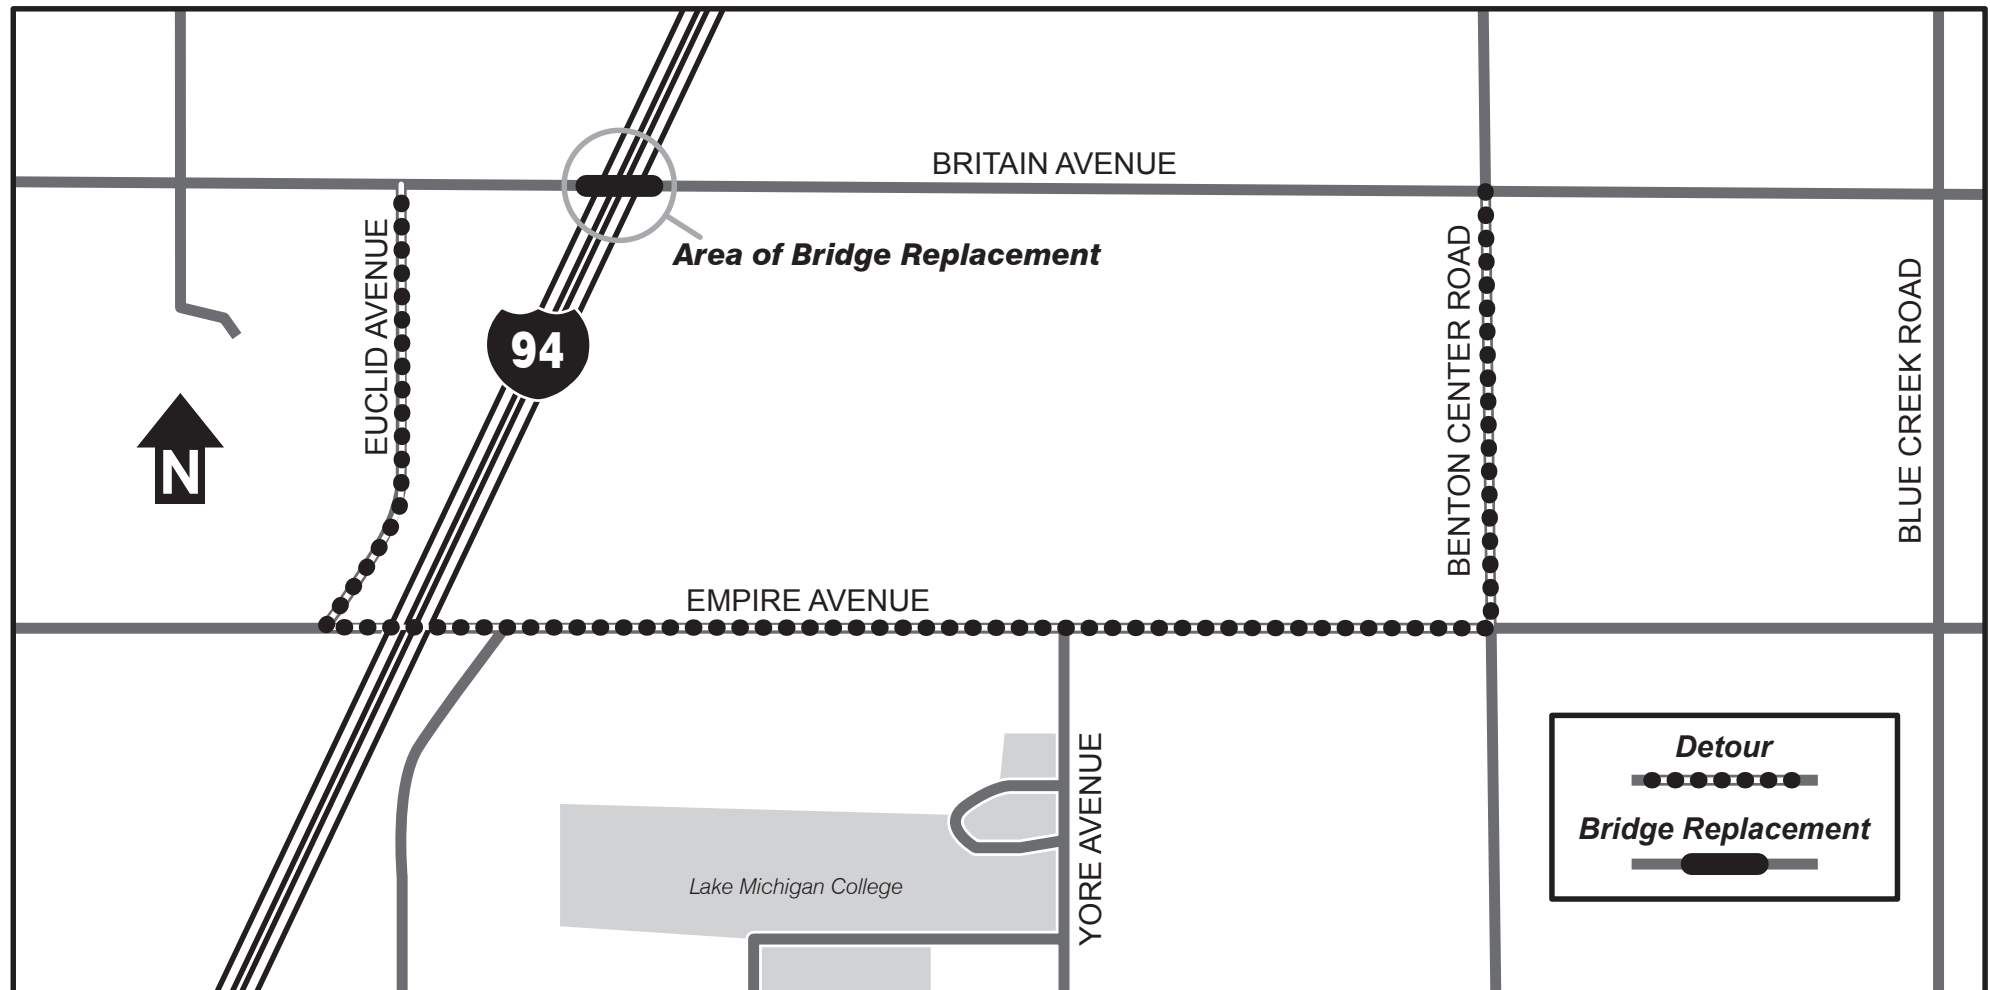 BRITAIN AVENUE
Area of Bridge Replacement
EUCLID AVENUE
94
BENTON CENTER ROAD
BLUE CREEK ROAD
N
EMPIRE AVENUE
YORE AVENUE
Lake Michigan College
Detour
Bridge Replacement